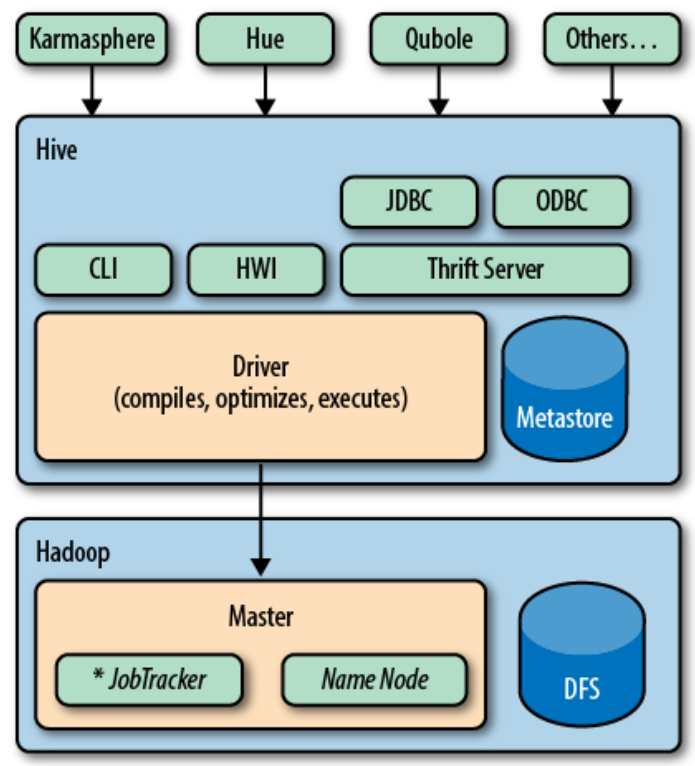 Karmasphere
Hue
Qubole
Others...
Hive
JDBC
ODBC
CLI
HWI
Thrift Server
Driver
(compiles, optimizes, executes)
Metastore
Hadoop
Master
* JobTracker
Name Node
DFS